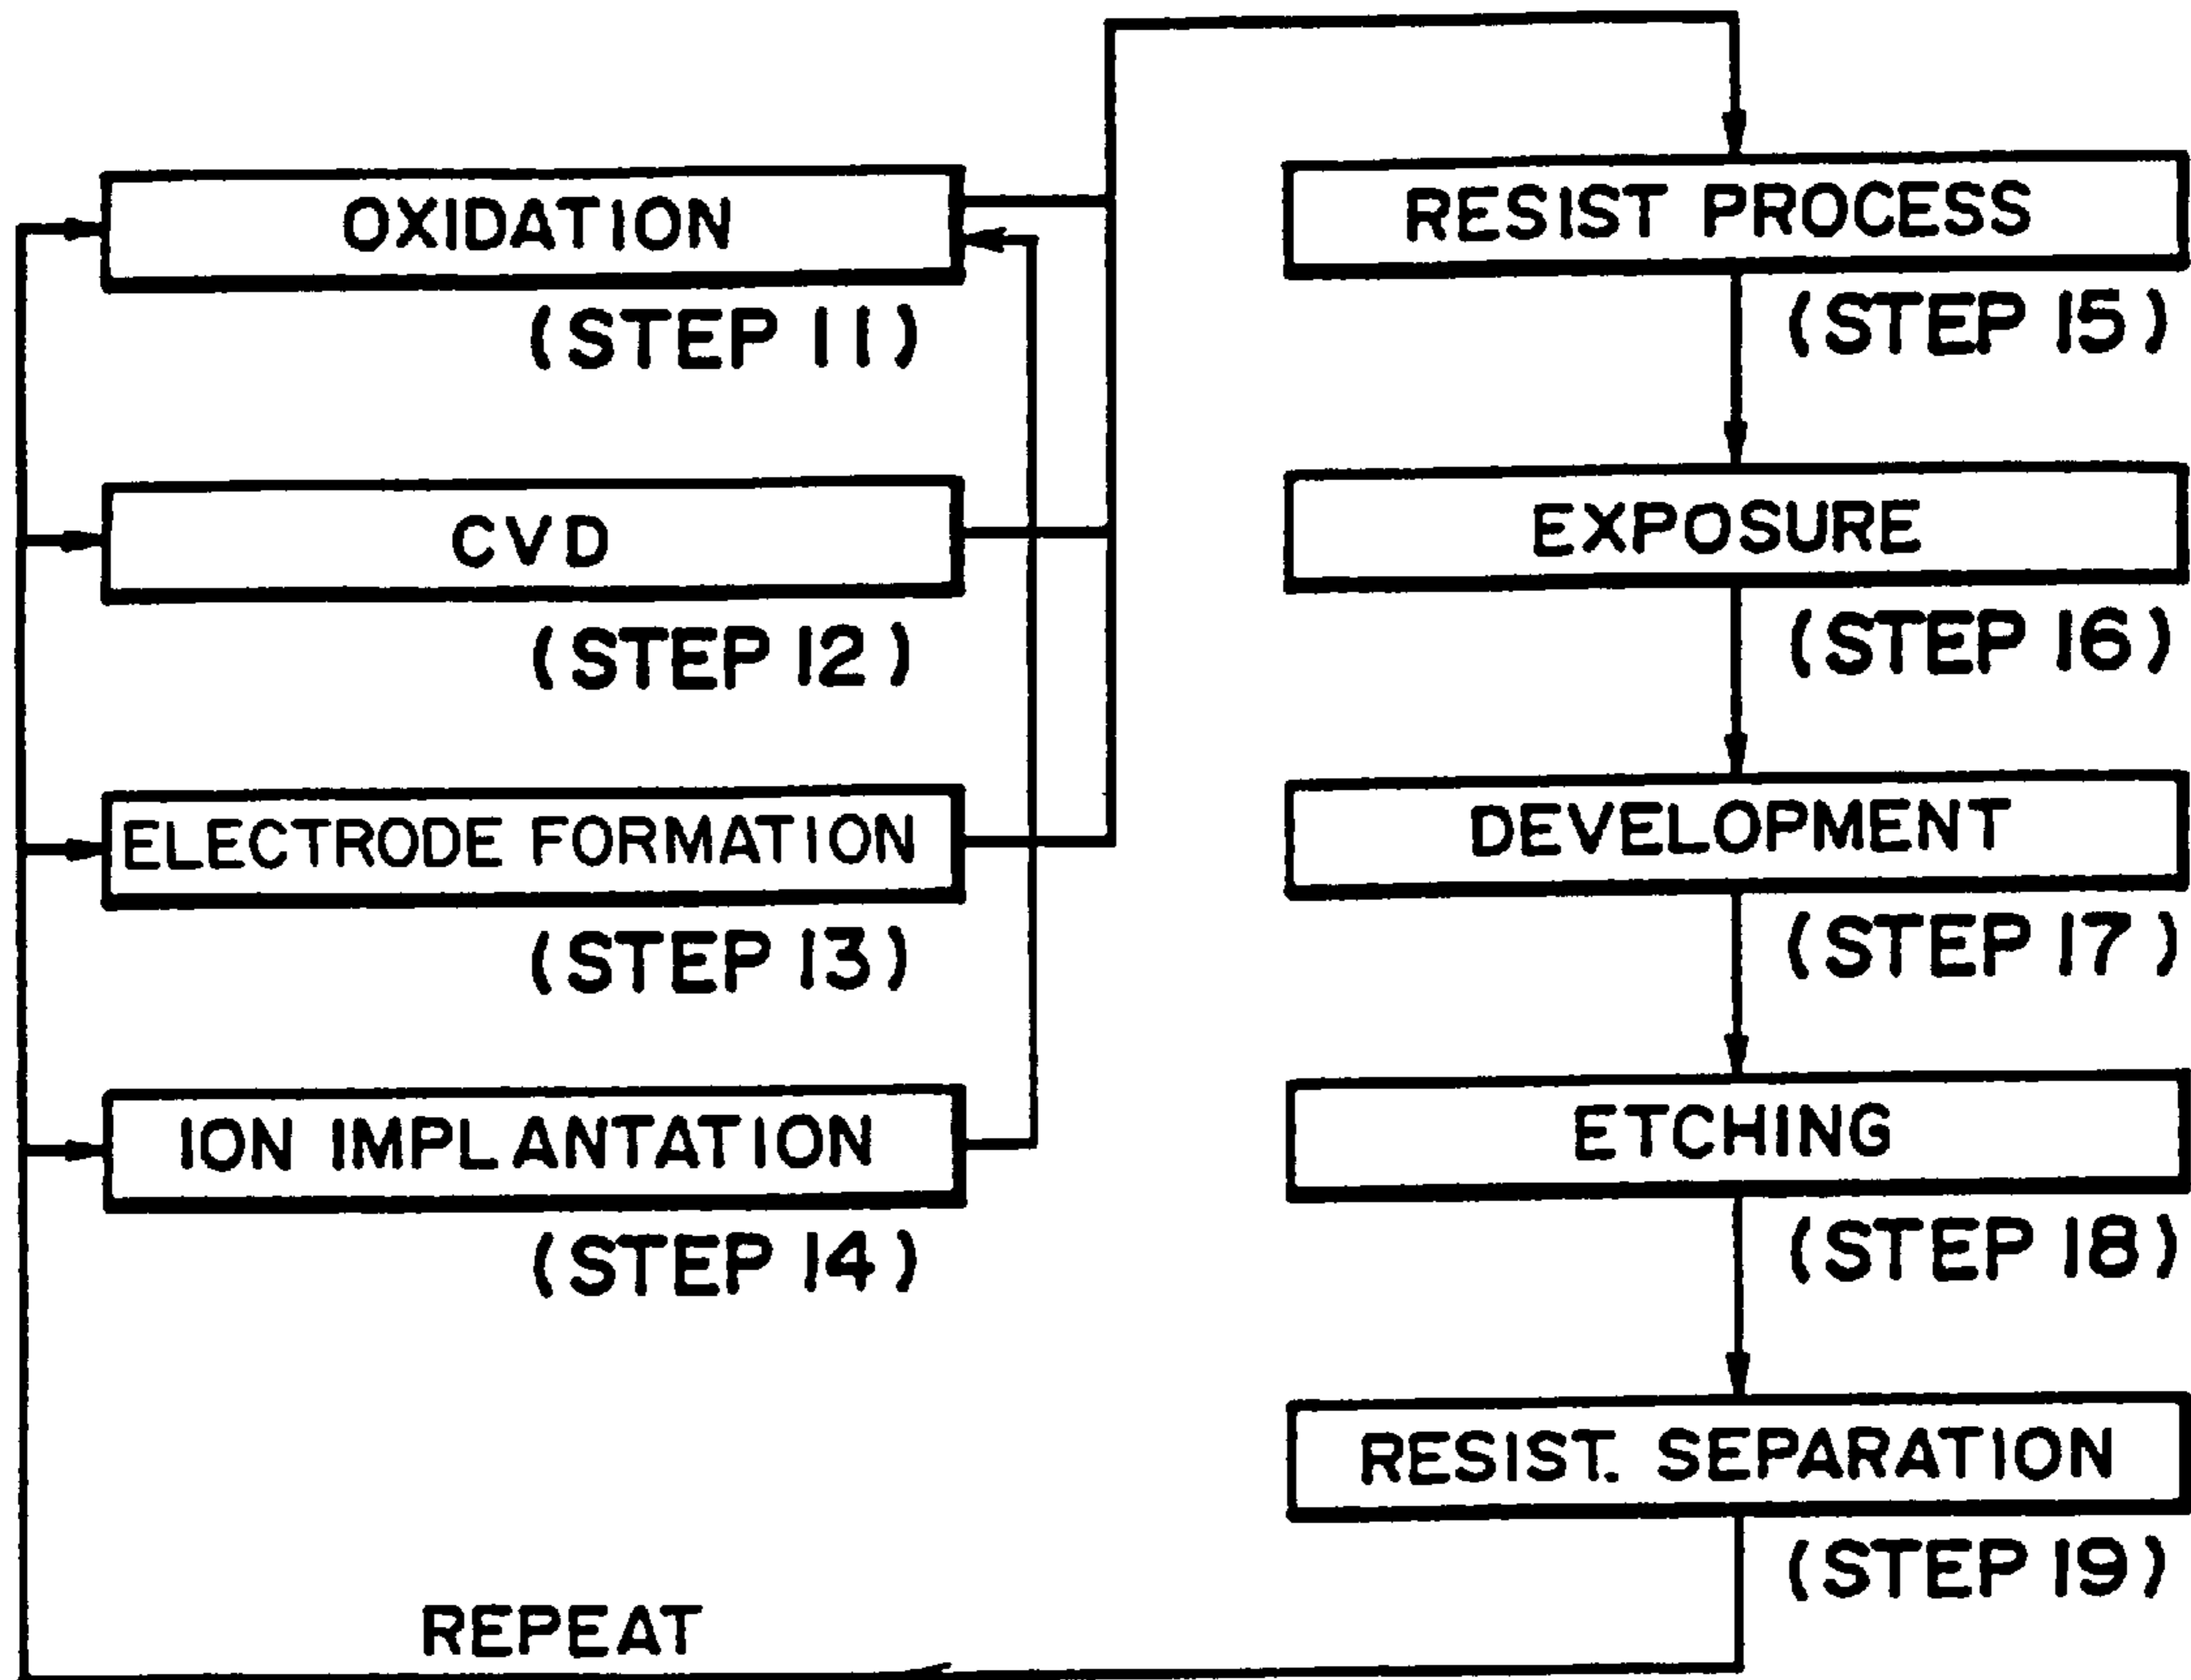 OXIDATION
(STEP 11)
CVD
(STEP 12)
ELECTRODE FORMATION
(STEP 13)
ION IMPLANTATION
(STEP 14)
RESIST PROCESS
(STEP 15)
EXPOSURE
(STEP 16)
DEVELOPMENT
(STEP 17)
ETCHING
(STEP 18)
RESIST. SEPARATION
(STEP 19)
REPEAT